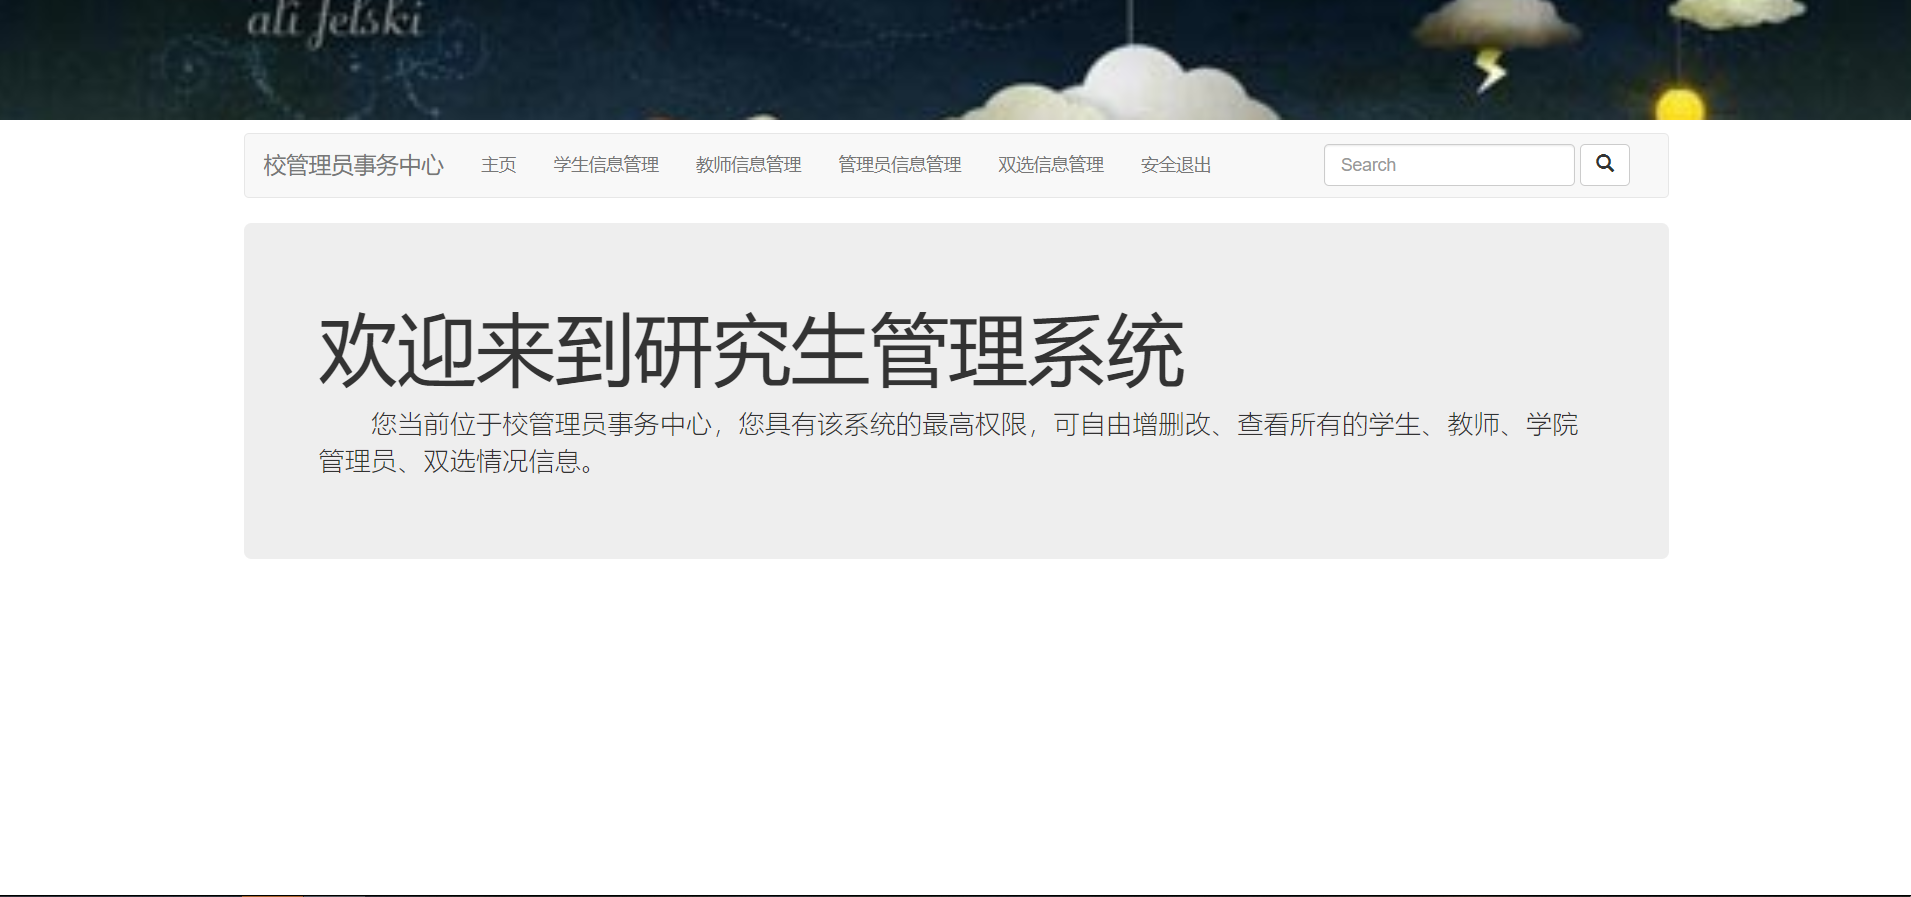 ali felski
校管理员事务中心 主页 学生信息管理 教师信息管理 管理员信息管理 双选信息管理 安全退出 Search
欢迎来到研究生管理系统
您当前位于校管理员事务中心，您具有该系统的最高权限，可自由增删改、查看所有的学生、教师、学院
管理员、双选情况信息。